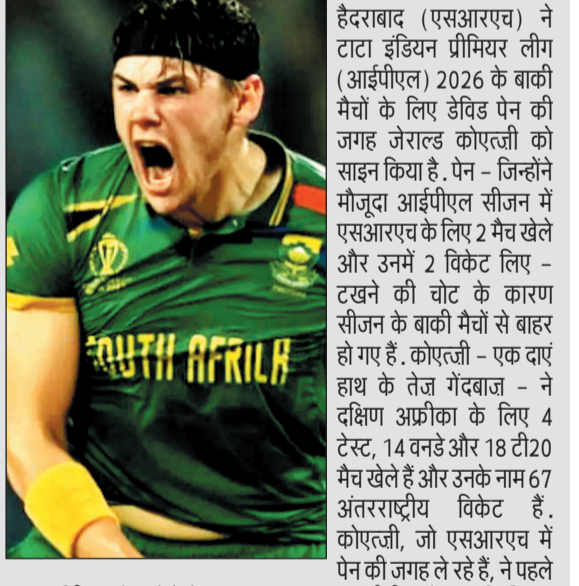 SOUTH AFRICA
हैदराबाद (एसआरएच) ने
टाटा इंडियन प्रीमियर लीग
(आईपीएल) 2026 के बाकी
मैचों के लिए डेविड पेन की
जगह जेराल्ड कोएत्जी को
साइन किया है. पेन – जिन्होंने
मौजूदा आईपीएल सीजन में
एसआरएच के लिए 2 मैच खेले
और उनमें 2 विकेट लिए –
टखने की चोट के कारण
सीजन के बाकी मैचों से बाहर
हो गए हैं. कोएत्जी – एक दाएं
हाथ के तेज़ गेंदबाज़ – ने
दक्षिण अफ्रीका के लिए 4
टेस्ट, 14 वनडे और 18 टी20
मैच खेले हैं और उनके नाम 67
अंतरराष्ट्रीय विकेट हैं.
कोएत्जी, जो एसआरएच में
पेन की जगह ले रहे हैं, ने पहले